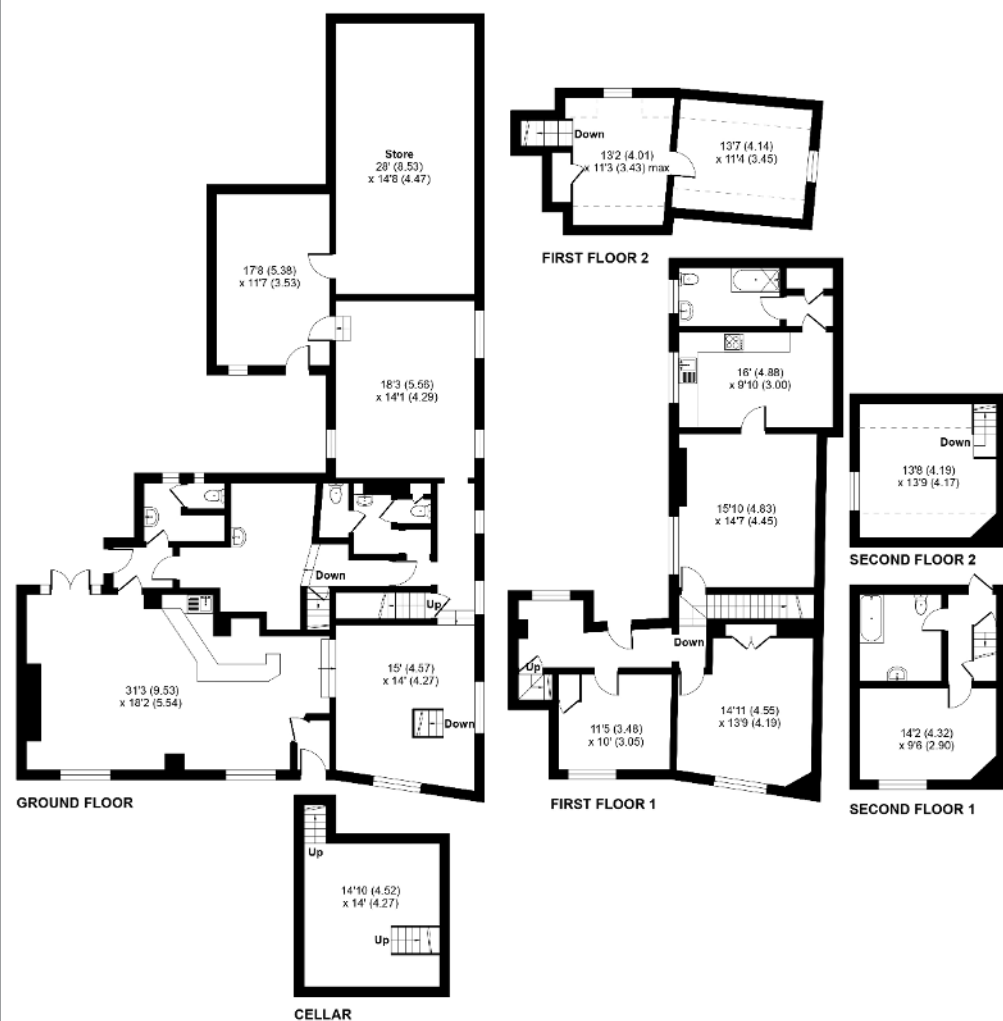 Store
28' (8.53)
x 14'8 (4.47)
17'8 (5.38)
x 11'7 (3.53)
18'3 (5.56)
x 14'1 (4.29)
Down
Up
31'3 (9.53)
x 18'2 (5.54)
15' (4.57)
x 14' (4.27)
Down
GROUND FLOOR
Up
14'10 (4.52)
x 14' (4.27)
Up
CELLAR
Down
13'2 (4.01)
x 11'3 (3.43) max
13'7 (4.14)
x 11'4 (3.45)
FIRST FLOOR 2
16' (4.88)
x 9'10 (3.00)
15'10 (4.83)
x 14'7 (4.45)
Down
Up
11'5 (3.48)
x 10' (3.05)
14'11 (4.55)
x 13'9 (4.19)
FIRST FLOOR 1
Down
13'8 (4.19)
x 13'9 (4.17)
SECOND FLOOR 2
14'2 (4.32)
x 9'6 (2.90)
SECOND FLOOR 1